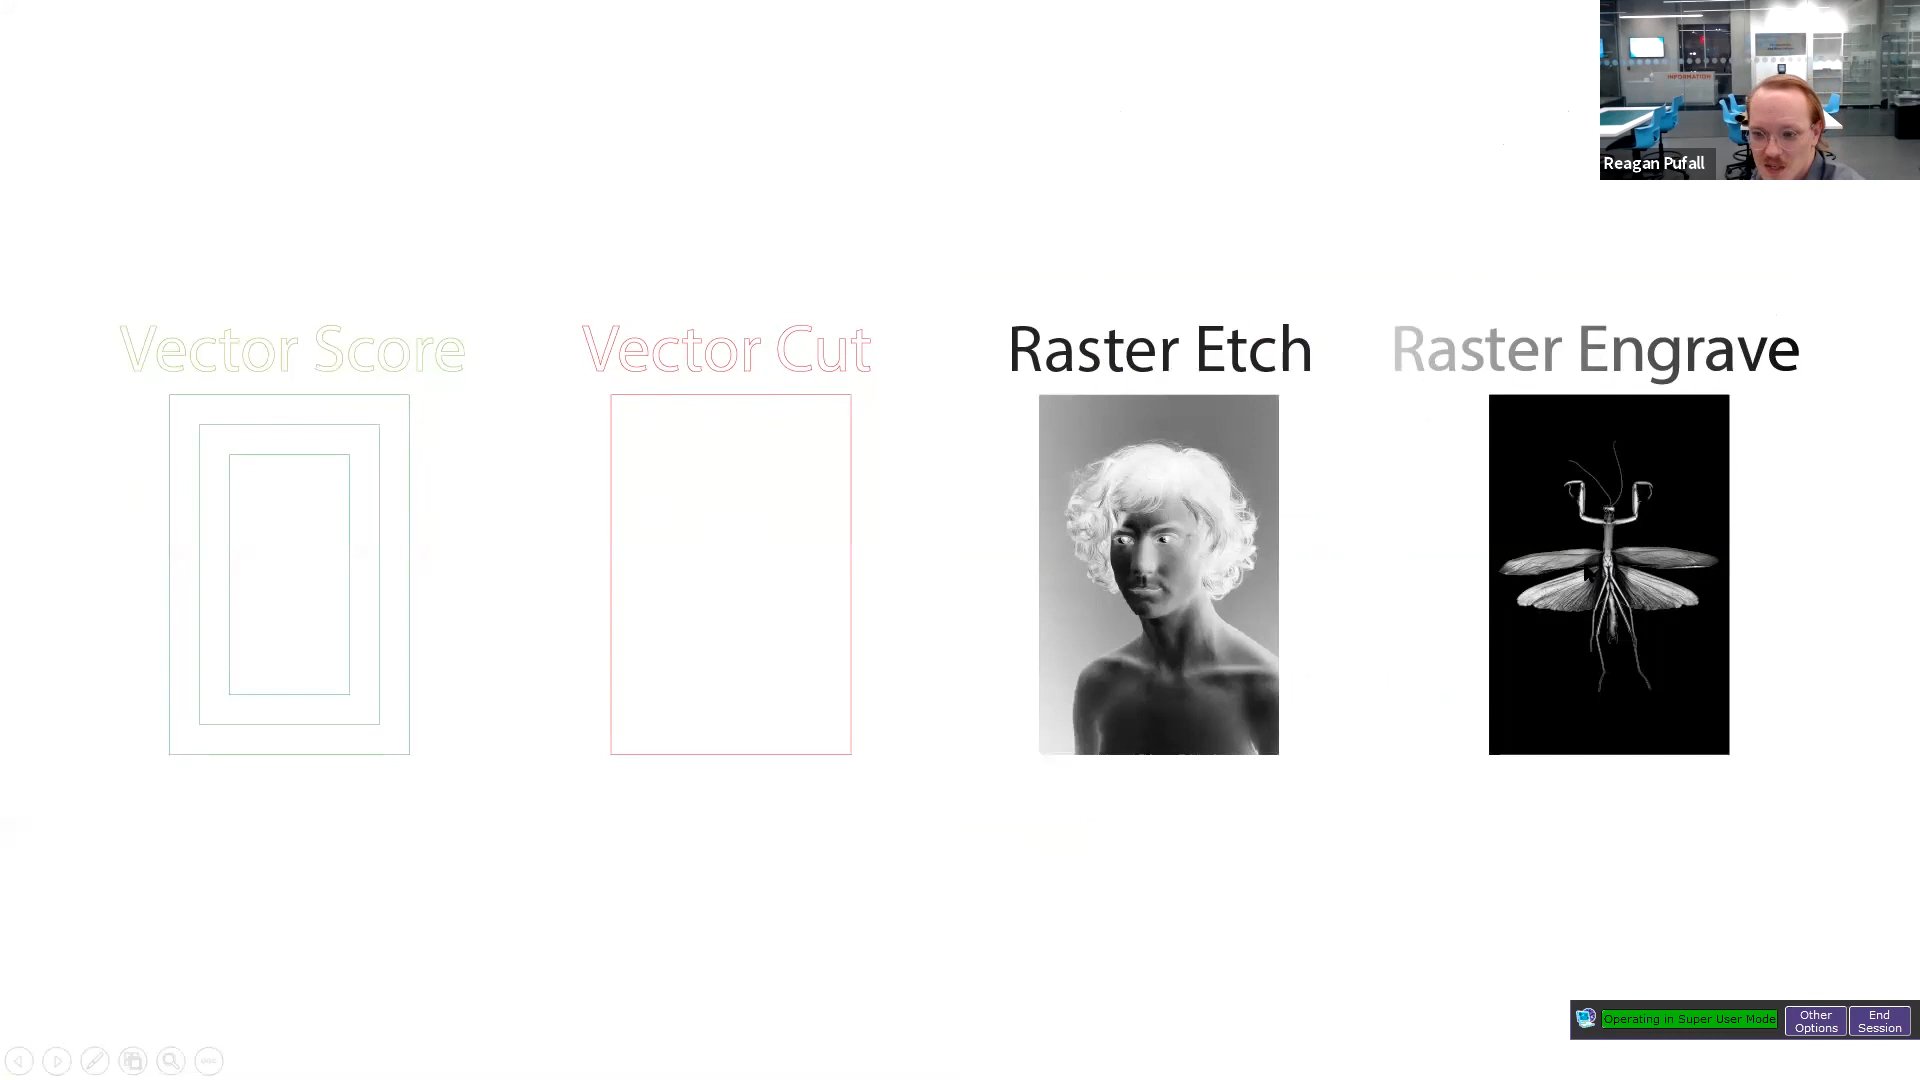 INFORMATION
Reagan Pufall
Vector Score
Vector Cut
Raster Etch
Raster Engrave
Operating in Super User Mode
Other
Options
End
Session